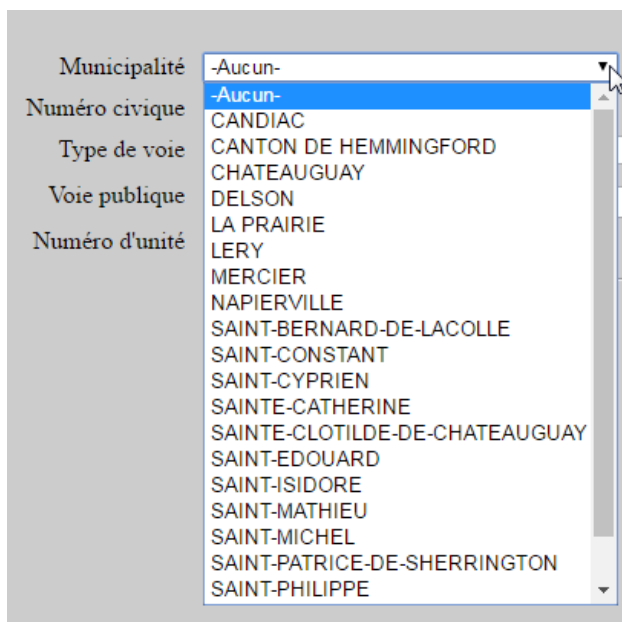 Municipalité
-Aucun-
-Aucun-
Numéro civique
CANDIAC
CANTON DE HEMMINGFORD
Type de voie
CHATEAUGUAY
DELSON
Voie publique
LA PRAIRIE
Numéro d'unité
LERY
MERCIER
NAPIERVILLE
SAINT-BERNARD-DE-LACOLLE
SAINT-CONSTANT
SAINT-CYPRIEN
SAINTE-CATHERINE
SAINTE-CLOTILDE-DE-CHATEAUGUAY
SAINT-EDOUARD
SAINT-ISIDORE
SAINT-MATHIEU
SAINT-MICHEL
SAINT-PATRICE-DE-SHERRINGTON
SAINT-PHILIPPE